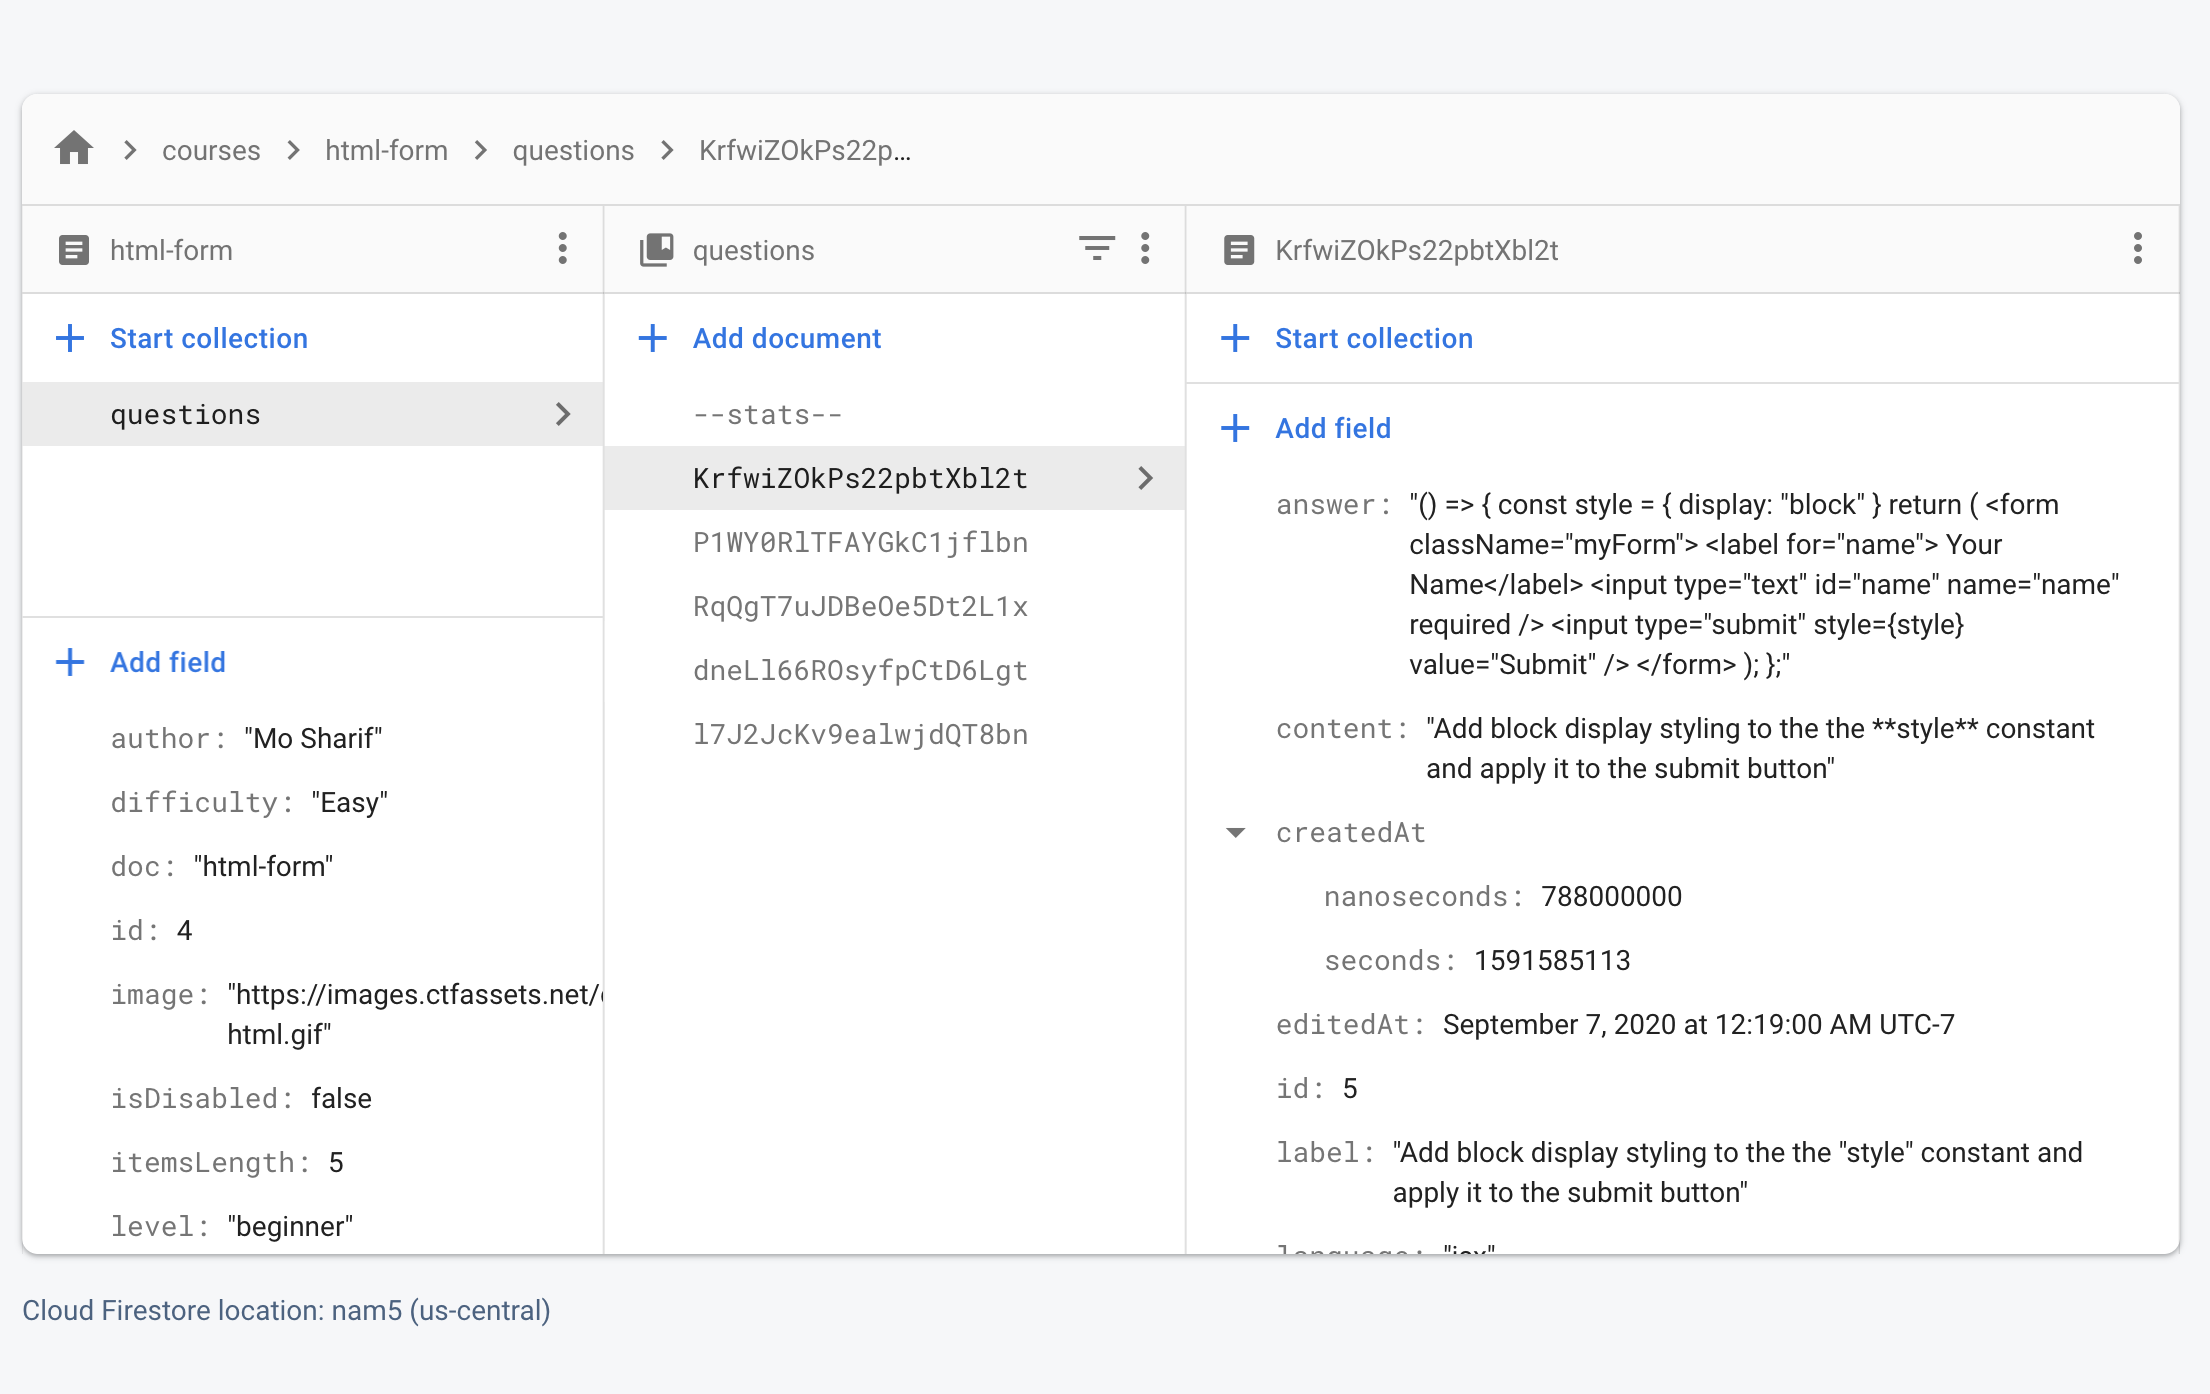 courses
html-form
questions
KrfwiZOkPs22p...
html-form
Start collection
questions
Add field
author: "Mo Sharif"
difficulty: "Easy"
doc: "html-form"
id: 4
image: "https://images.ctfassets.net/
html.gif"
isDisabled: false
itemsLength: 5
level: "beginner"
questions
Add document
--stats--
KrfwiZOkPs22pbtXbl2t
P1WY0RlTFAYGkC1jflbn
RqQgT7uJDBeOe5Dt2L1x
dneLl66ROsyfpCtD6Lgt
l7J2JcKv9ealwjdQT8bn
KrfwiZOkPs22pbtXbl2t
Start collection
Add field
answer: "() => { const style = { display: "block" } return ( <form
className="myForm"> <label for="name"> Your
Name</label> <input type="text" id="name" name="name"
required /> <input type="submit" style={style}
value="Submit" /> </form> ); };"
content: "Add block display styling to the the **style** constant
and apply it to the submit button"
createdAt
nanoseconds: 788000000
seconds: 1591585113
editedAt: September 7, 2020 at 12:19:00 AM UTC-7
id: 5
label: "Add block display styling to the the "style" constant and
apply it to the submit button"
language: "jsx"
Cloud Firestore location: nam5 (us-central)